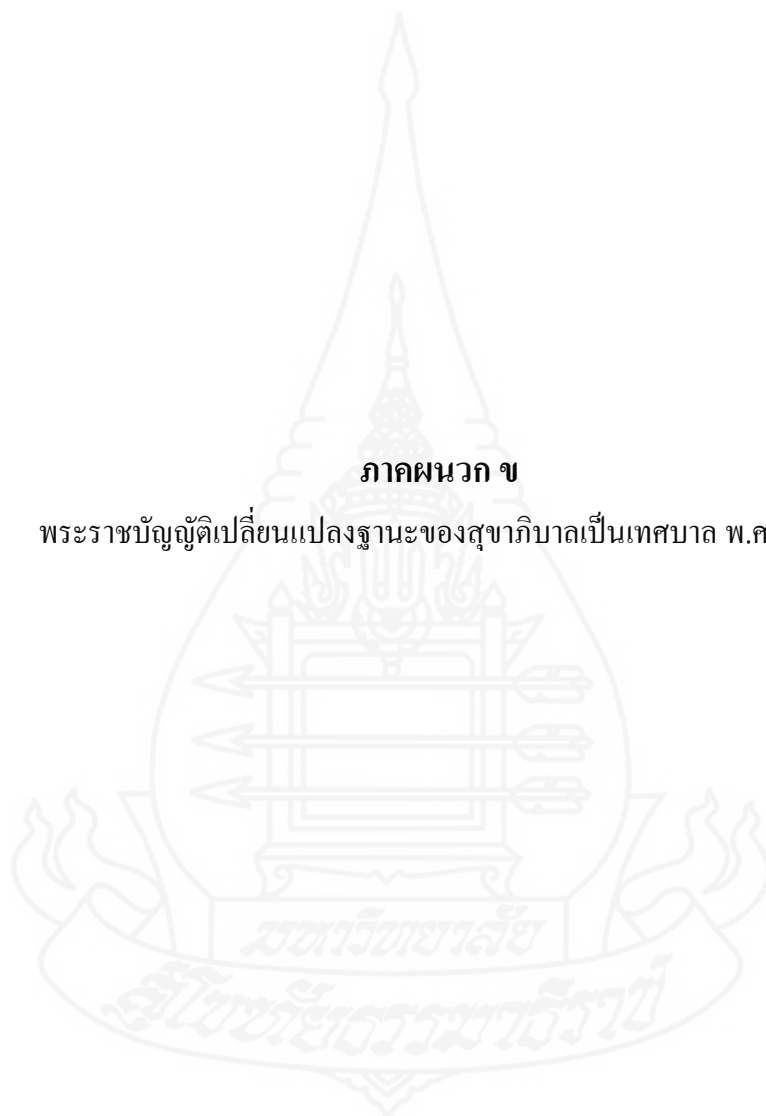 ภาคผนวก ข
พระราชบัญญัติเปลี่ยนแปลงฐานะของสุขาภิบาลเป็นเทศบาล พ.ศ
มหาวิทยาลัย
สุโขทัยธรรมาธิราช